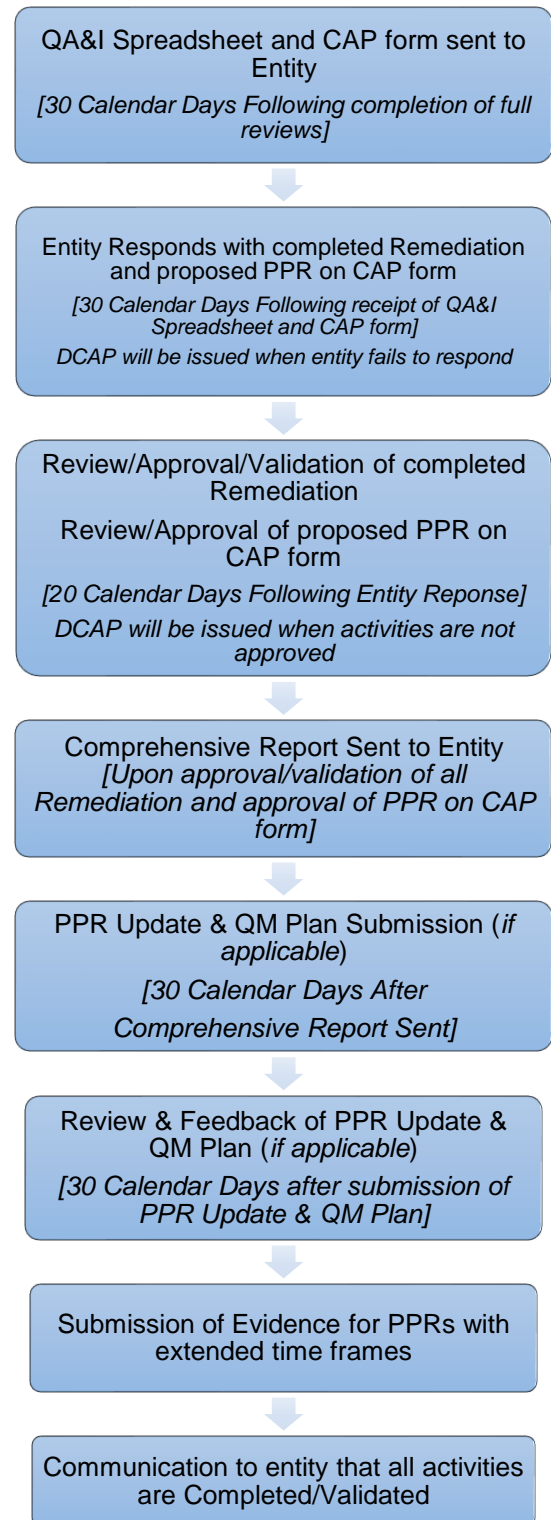 QA&I Spreadsheet and CAP form sent to
Entity
[30 Calendar Days Following completion of full
reviews]
Entity Responds with completed Remediation
and proposed PPR on CAP form
[30 Calendar Days Following receipt of QA&I
Spreadsheet and CAP form]
DCAP will be issued when entity fails to respond
Review/Approval/Validation of completed
Remediation
Review/Approval of proposed PPR on
CAP form
[20 Calendar Days Following Entity Reponse]
DCAP will be issued when activities are not
approved
Comprehensive Report Sent to Entity
[Upon approval/validation of all
Remediation and approval of PPR on CAP
form]
PPR Update & QM Plan Submission (if
applicable)
[30 Calendar Days After
Comprehensive Report Sent]
Review & Feedback of PPR Update &
QM Plan (if applicable)
[30 Calendar Days after submission of
PPR Update & QM Plan]
Submission of Evidence for PPRs with
extended time frames
Communication to entity that all activities
are Completed/Validated